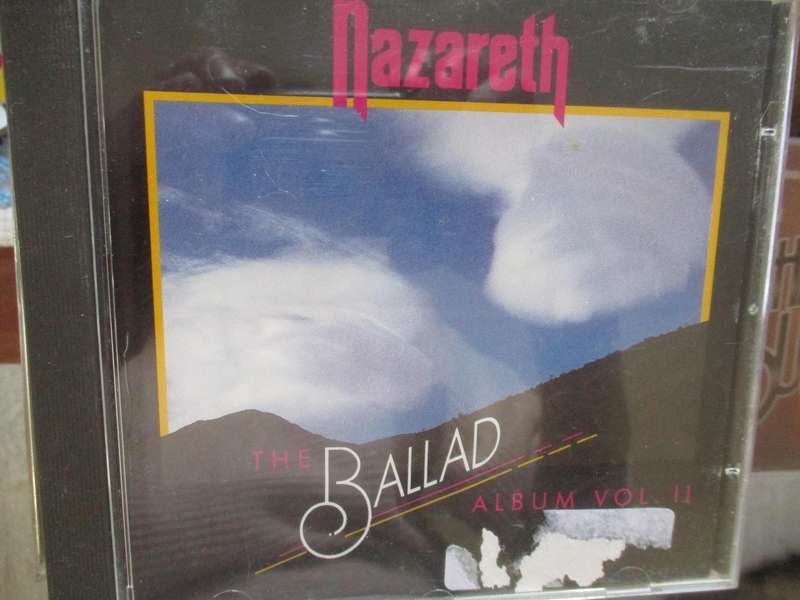 Nazareth
THE BALLAD
ALBUM VOL. II